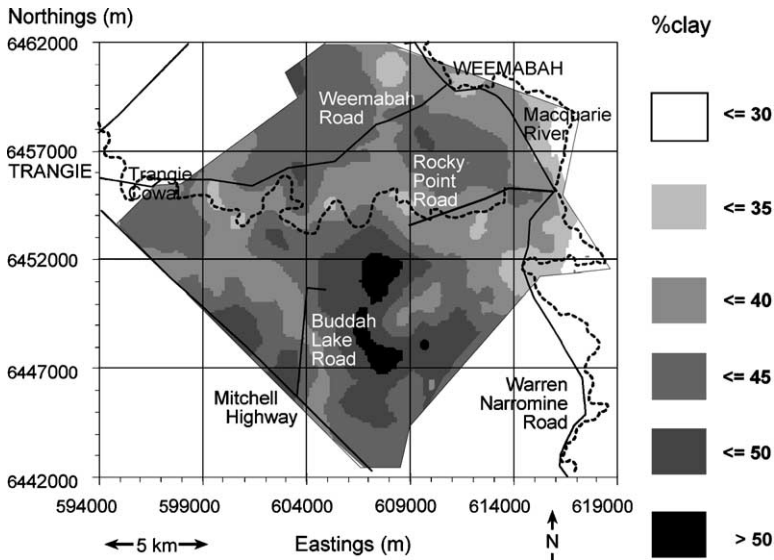 Northings (m)
%clay
6462000
WEEMABAH
Weemabah
Road
Macquarie
River
<= 30
6457000
TRANGIE
Trangie
Cowal
Rocky
Point
Road
<= 35
6452000
<= 40
Buddah
Lake
Road
6447000
Mitchell
Highway
Warren
Narromine
Road
<= 45
<= 50
6442000
594000 599000 604000 609000 614000 619000
5 km
Eastings (m)
N
> 50